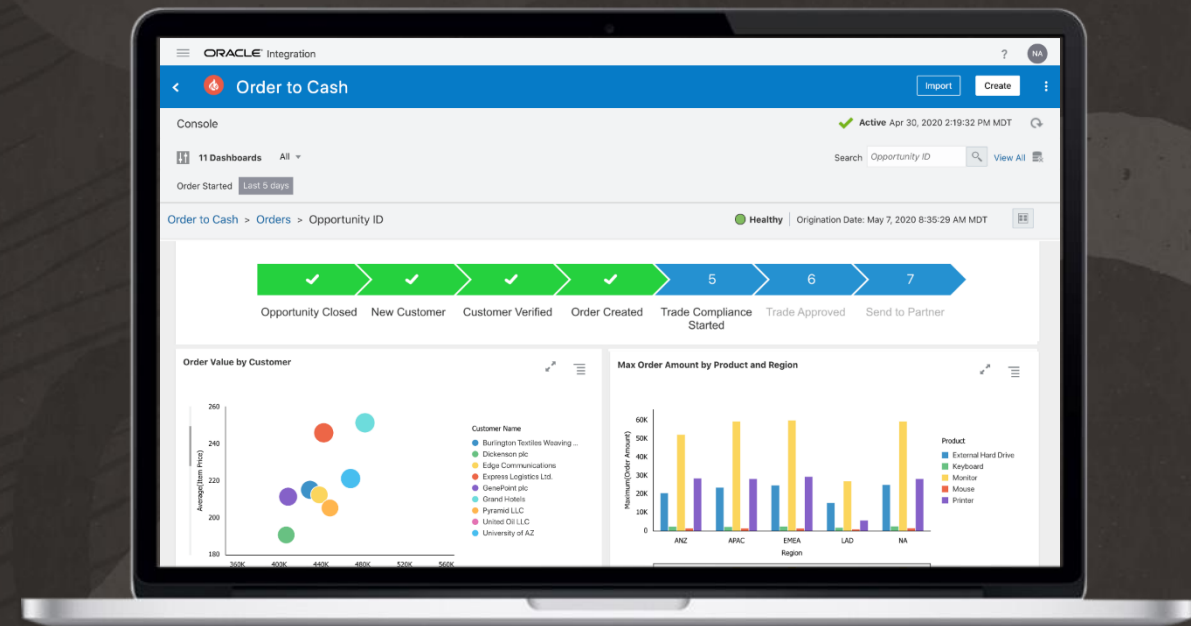 ORACLE Integration
?
NA
Order to Cash
Import
Create
Console
Active Apr 30, 2020 2:19:32 PM MDT
11 Dashboards All
Search Opportunity ID View All
Order Started Last 5 days
Order to Cash > Orders > Opportunity ID
Healthy Origination Date: May 7, 2020 8:35:29 AM MDT
5
6
7
Opportunity Closed
New Customer
Customer Verified
Order Created
Trade Compliance
Started
Trade Approved
Send to Partner
Order Value by Customer
260
240
220
200
180
Average(Item Price)
360K 400K 440K 480K 520K 560K
Customer Name
Burlington Textiles Weaving ...
Dickenson plc
Edge Communications
Express Logistics Ltd.
GenePoint plc
Grand Hotels
Pyramid LLC
United Oil LLC
University of AZ
Max Order Amount by Product and Region
60K
50K
40K
30K
20K
10K
0
Maximum(Order Amount)
ANZ APAC EMEA LAD NA
Region
Product
External Hard Drive
Keyboard
Monitor
Mouse
Printer